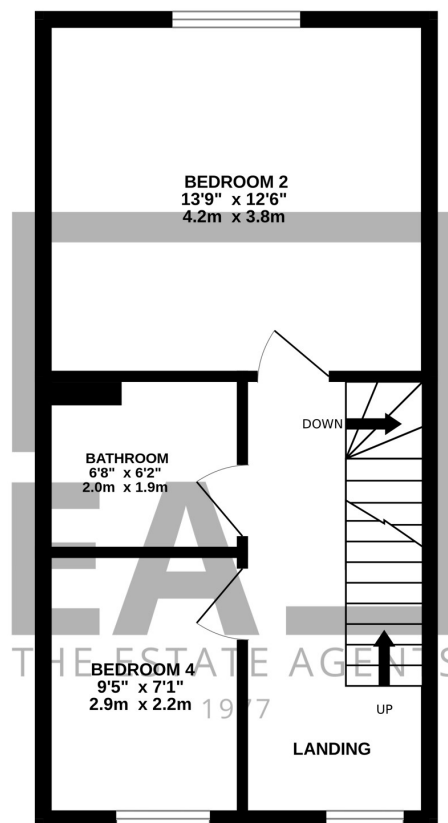 BEDROOM 2
13'9" x 12'6"
4.2m x 3.8m
DOWN
BATHROOM
6'8" x 6'2"
2.0m x 1.9m
EA
THE ESTATE AGENTS
BEDROOM 4
9'5" x 7'1"
2.9m x 2.2m
1977
UP
LANDING